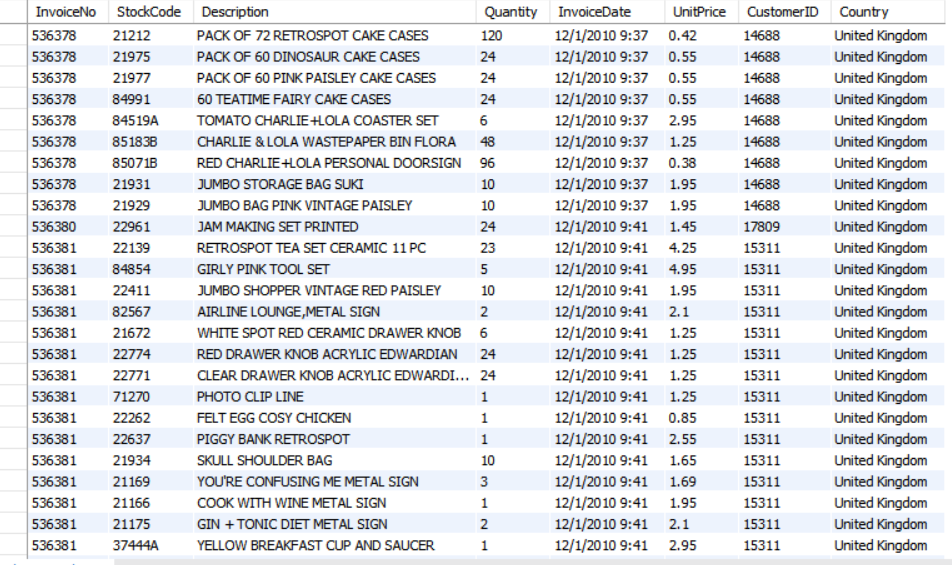 InvoiceNo StockCode Description Quantity InvoiceDate UnitPrice CustomerID Country
536378 21212 PACK OF 72 RETROSPOT CAKE CASES 120 12/1/2010 9:37 0.42 14688 United Kingdom
536378 21975 PACK OF 60 DINOSAUR CAKE CASES 24 12/1/2010 9:37 0.55 14688 United Kingdom
536378 21977 PACK OF 60 PINK PAISLEY CAKE CASES 24 12/1/2010 9:37 0.55 14688 United Kingdom
536378 84991 60 TEATIME FAIRY CAKE CASES 24 12/1/2010 9:37 0.55 14688 United Kingdom
536378 84519A TOMATO CHARLIE+LOLA COASTER SET 6 12/1/2010 9:37 2.95 14688 United Kingdom
536378 85183B CHARLIE & LOLA WASTEPAPER BIN FLORA 48 12/1/2010 9:37 1.25 14688 United Kingdom
536378 85071B RED CHARLIE+LOLA PERSONAL DOORSIGN 96 12/1/2010 9:37 0.38 14688 United Kingdom
536378 21931 JUMBO STORAGE BAG SUKI 10 12/1/2010 9:37 1.95 14688 United Kingdom
536378 21929 JUMBO BAG PINK VINTAGE PAISLEY 10 12/1/2010 9:37 1.95 14688 United Kingdom
536380 22961 JAM MAKING SET PRINTED 24 12/1/2010 9:41 1.45 17809 United Kingdom
536381 22139 RETROSPOT TEA SET CERAMIC 11 PC 23 12/1/2010 9:41 4.25 15311 United Kingdom
536381 84854 GIRLY PINK TOOL SET 5 12/1/2010 9:41 4.95 15311 United Kingdom
536381 22411 JUMBO SHOPPER VINTAGE RED PAISLEY 10 12/1/2010 9:41 1.95 15311 United Kingdom
536381 82567 AIRLINE LOUNGE,METAL SIGN 2 12/1/2010 9:41 2.1 15311 United Kingdom
536381 21672 WHITE SPOT RED CERAMIC DRAWER KNOB 6 12/1/2010 9:41 1.25 15311 United Kingdom
536381 22774 RED DRAWER KNOB ACRYLIC EDWARDIAN 24 12/1/2010 9:41 1.25 15311 United Kingdom
536381 22771 CLEAR DRAWER KNOB ACRYLIC EDWARDI... 24 12/1/2010 9:41 1.25 15311 United Kingdom
536381 71270 PHOTO CLIP LINE 1 12/1/2010 9:41 1.25 15311 United Kingdom
536381 22262 FELT EGG COSY CHICKEN 1 12/1/2010 9:41 0.85 15311 United Kingdom
536381 22637 PIGGY BANK RETROSPOT 1 12/1/2010 9:41 2.55 15311 United Kingdom
536381 21934 SKULL SHOULDER BAG 10 12/1/2010 9:41 1.65 15311 United Kingdom
536381 21169 YOU'RE CONFUSING ME METAL SIGN 3 12/1/2010 9:41 1.69 15311 United Kingdom
536381 21166 COOK WITH WINE METAL SIGN 1 12/1/2010 9:41 1.95 15311 United Kingdom
536381 21175 GIN + TONIC DIET METAL SIGN 2 12/1/2010 9:41 2.1 15311 United Kingdom
536381 37444A YELLOW BREAKFAST CUP AND SAUCER 1 12/1/2010 9:41 2.95 15311 United Kingdom